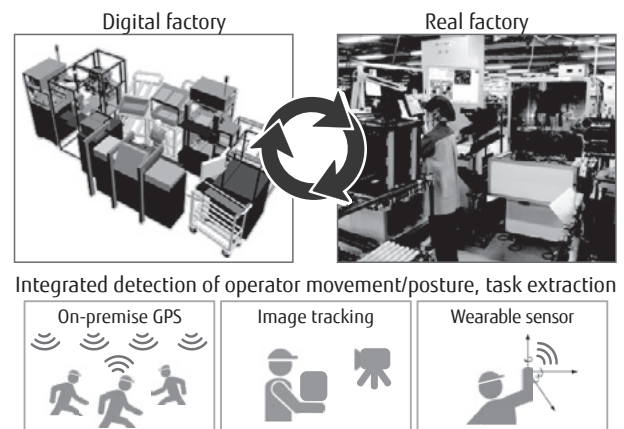 Digital factory
Real factory
Integrated detection of operator movement/posture, task extraction
On-premise GPS
Image tracking
Wearable sensor